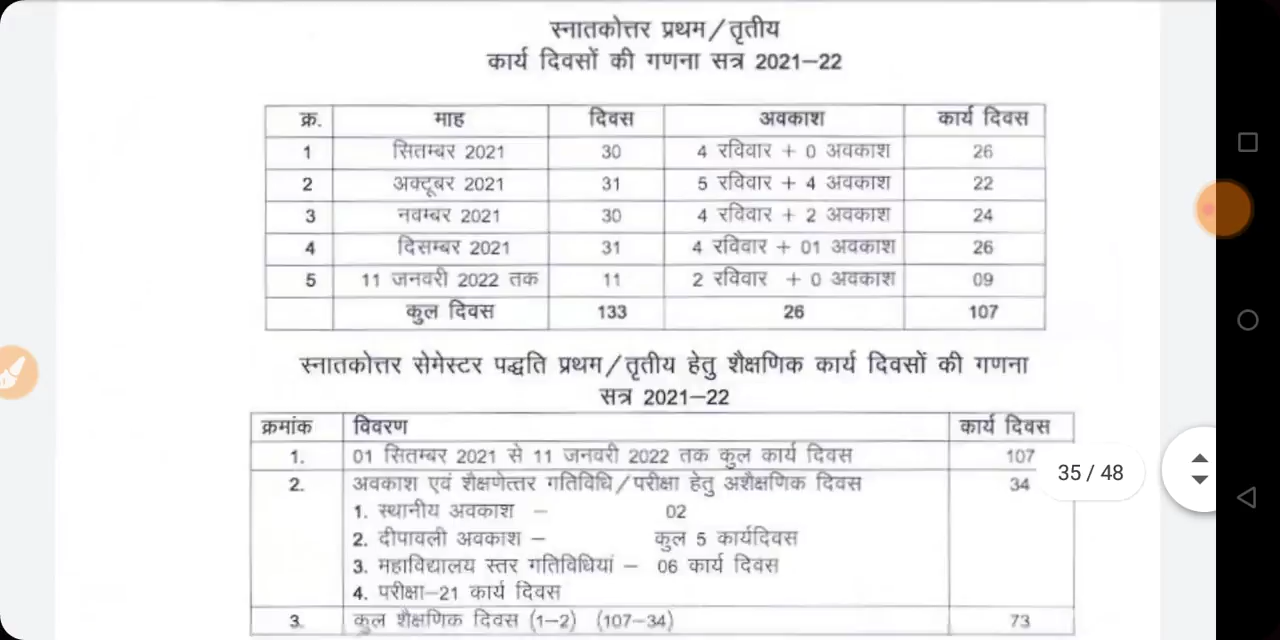 स्नातकोत्तर प्रथम/तृतीय
कार्य दिवसों की गणना सत्र 2021–22
क्र. माह दिवस अवकाश कार्य दिवस
1 सितम्बर 2021 30 4 रविवार + 0 अवकाश 26
2 अक्टूबर 2021 31 5 रविवार + 4 अवकाश 22
3 नवम्बर 2021 30 4 रविवार + 2 अवकाश 24
4 दिसम्बर 2021 31 4 रविवार + 01 अवकाश 26
5 11 जनवरी 2022 तक 11 2 रविवार + 0 अवकाश 09
कुल दिवस 133 26 107
स्नातकोत्तर सेमेस्टर पद्धति प्रथम/तृतीय हेतु शैक्षणिक कार्य दिवसों की गणना
सत्र 2021–22
क्रमांक विवरण कार्य दिवस
1. 01 सितम्बर 2021 से 11 जनवरी 2022 तक कुल कार्य दिवस 107
35 / 48
2. अवकाश एवं शैक्षणेत्तर गतिविधि/परीक्षा हेतु अशैक्षणिक दिवस 34
1. स्थानीय अवकाश – 02
2. दीपावली अवकाश – कुल 5 कार्यदिवस
3. महाविद्यालय स्तर गतिविधियां – 06 कार्य दिवस
4. परीक्षा–21 कार्य दिवस
3. कुल शैक्षणिक दिवस (1–2) (107–34) 73